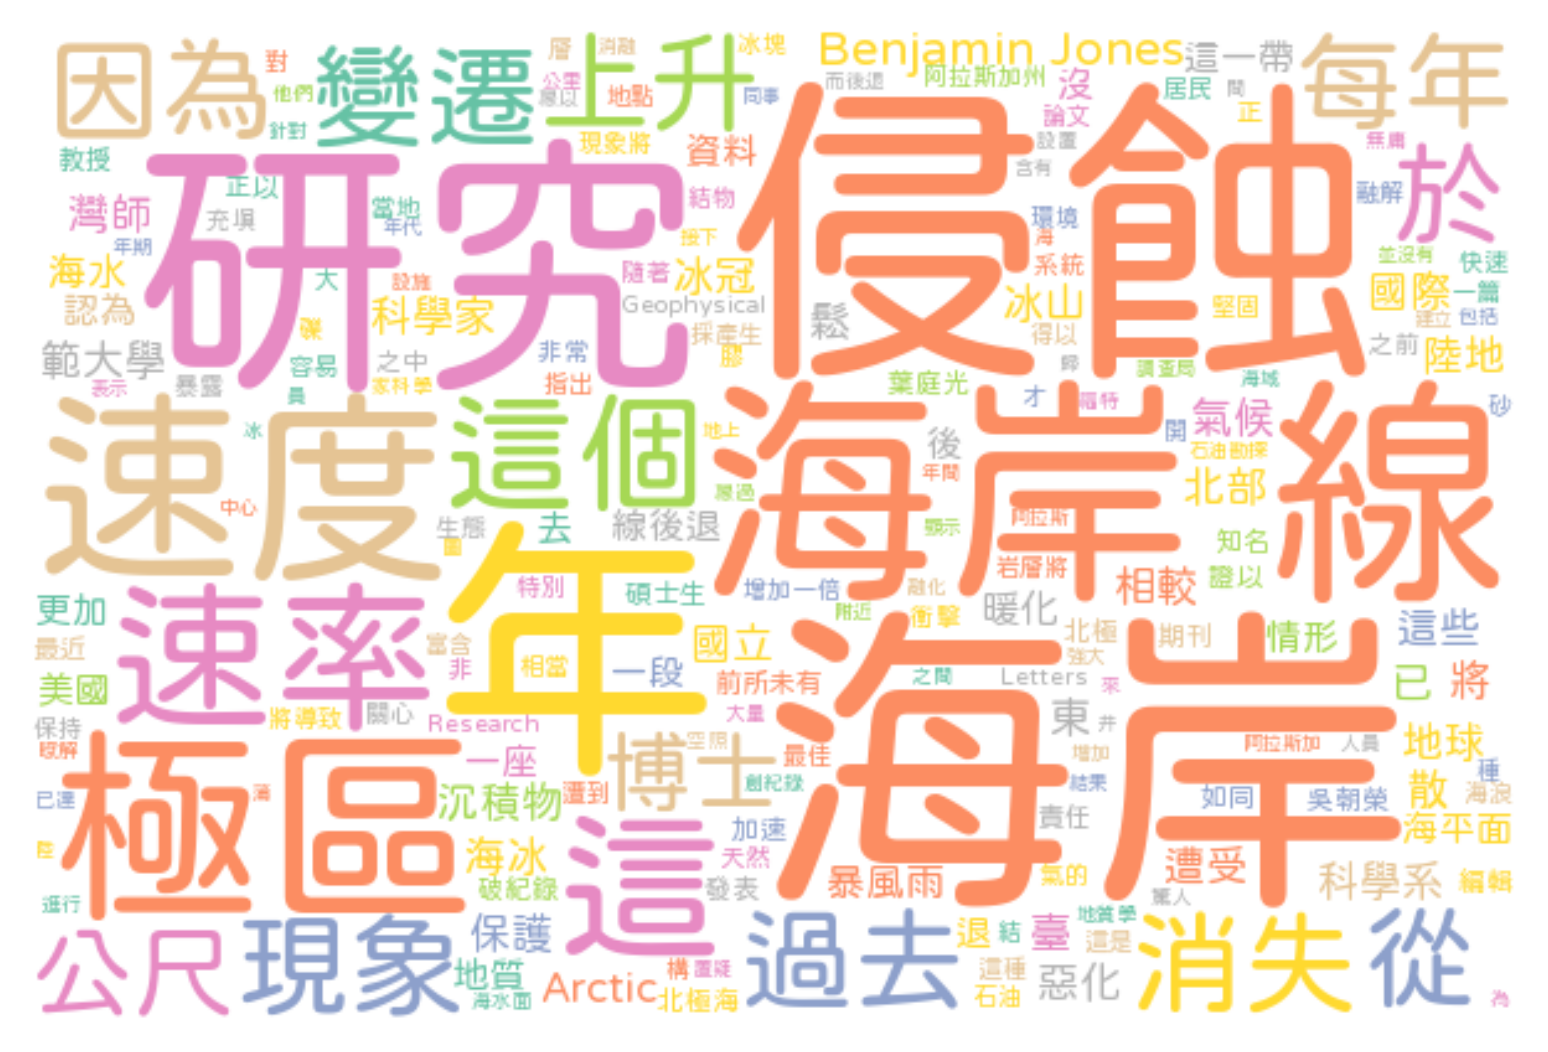 因為
對
變遷
層
消融
冰塊
Benjamin Jones
這一帶
每年
他們
公里
上升
地點
同事
而後退
阿拉斯加州
沒
居民
間
針對
現象將
資料
論文
正
教授
設置
無庸
研究
侵蝕
含有
於
正以
結物
融解
灣師
充填
當地
年代
環境
年期
接下
海
並沒有
海水
大
設施
隨著
冰冠
系統
快速
認為
科學家
Geophysical
冰山
堅固
國際
一篇
鬆
得以
建立
包括
範大學
之中
非常
採產生
膠
之前
陸地
容易
表示
暴露
員
家科學
指出
葉庭光
調查局
海域
速度
這個
海岸線
才
羅特
氣候
砂
冰
地上
後
開
石油勘探
年間
北部
中心
生態
去
線後退
顯示
阿拉斯
知名
年
岩層將
相較
證以
特別
碩士生
增加一倍
融化
更加
速率
附近
衝擊
暖化
這些
最近
富含
國立
北極
期刊
情形
強大
非
相當
一段
前所未有
之間
Letters
來
已
將
美國
將導致
關心
Research
大量
海岸
保持
東
井
極區
一座
博士
空隙
最佳
增加
阿拉斯加
人員
地球
沉積物
遭到
創紀錄
結果
種
已達
如同
吳朝榮
散
海浪
薄
加速
責任
海平面
海冰
這
天然
遭受
破紀錄
發表
暴風雨
氣的
科學系
編輯
進行
驚人
公尺
現象
保護
過去
退
結
臺
地質學
這是
消失
從
地質
海水面
Arctic
構
置疑
北極海
這種
石油
惡化
為